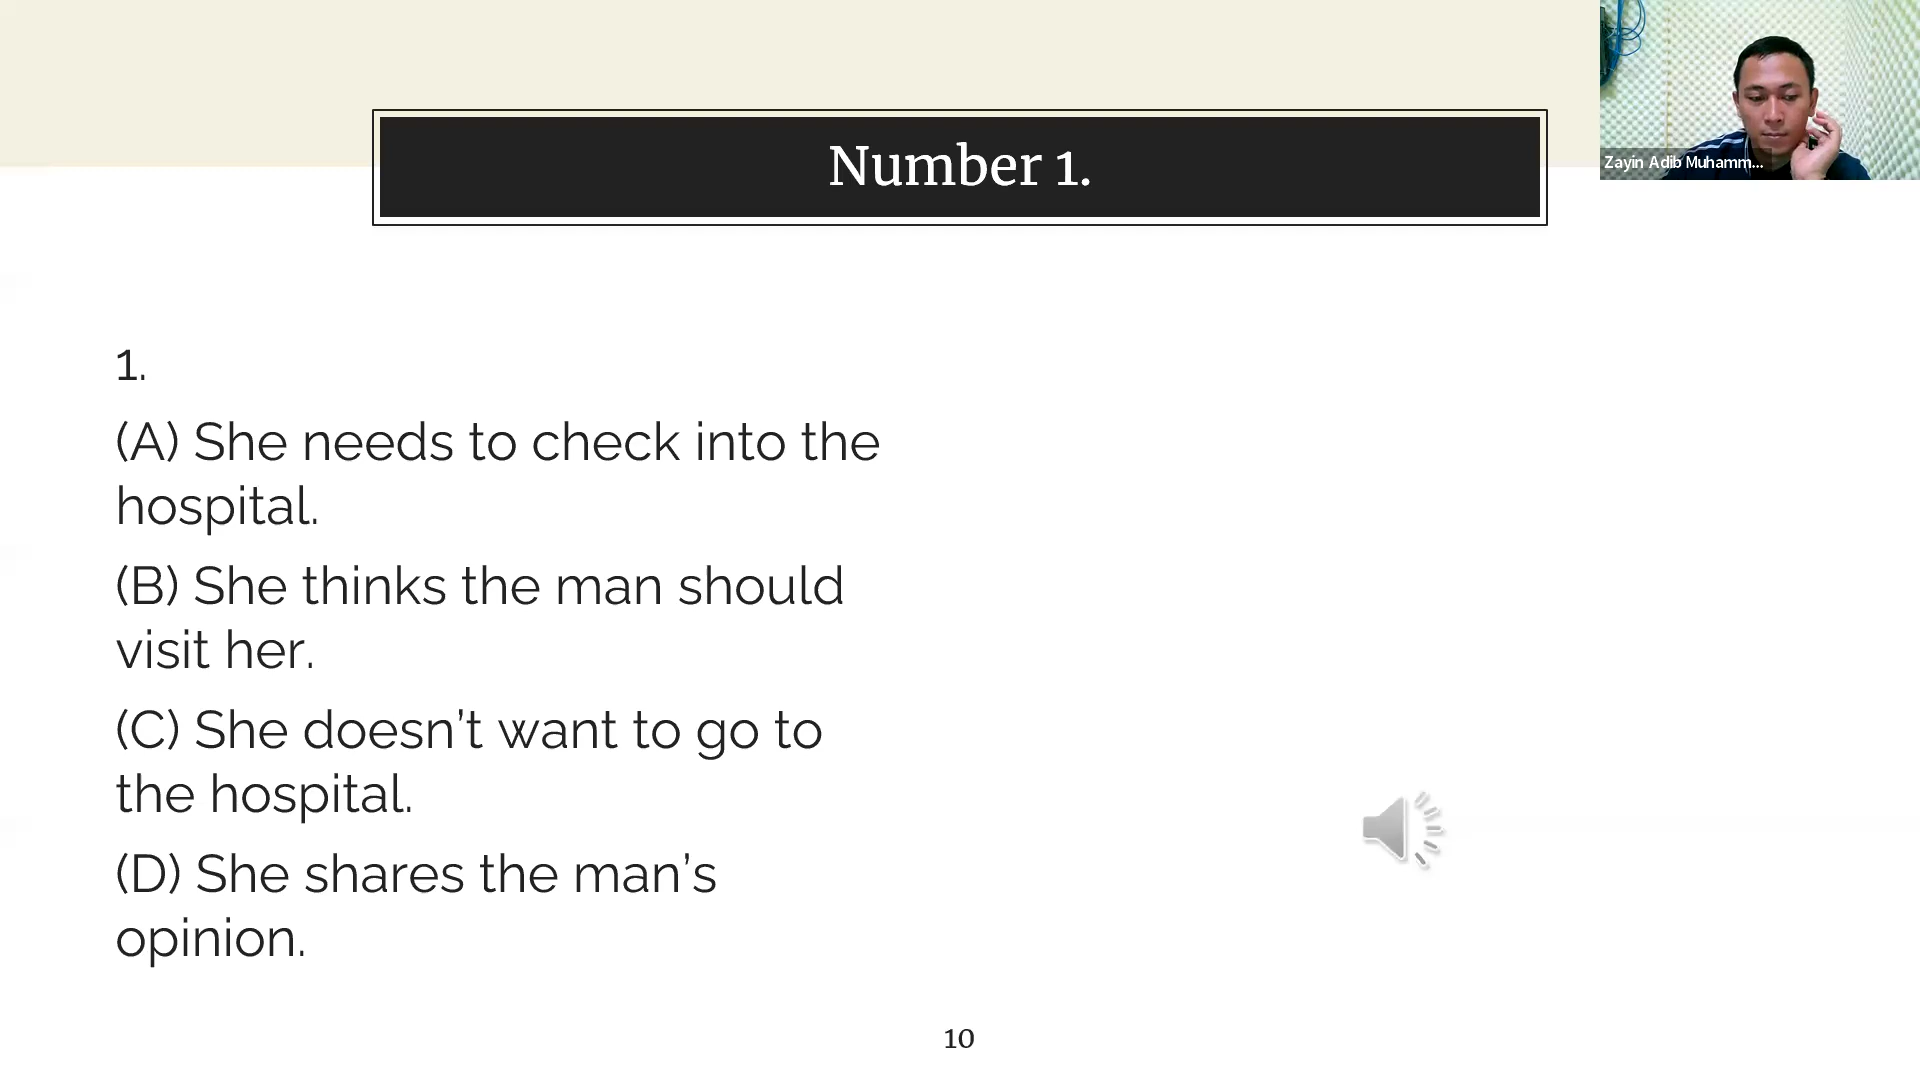 Number 1.
Zayin Adib Muhamm...
1.
(A) She needs to check into the
hospital.
(B) She thinks the man should
visit her.
(C) She doesn’t want to go to
the hospital.
(D) She shares the man’s
opinion.
10